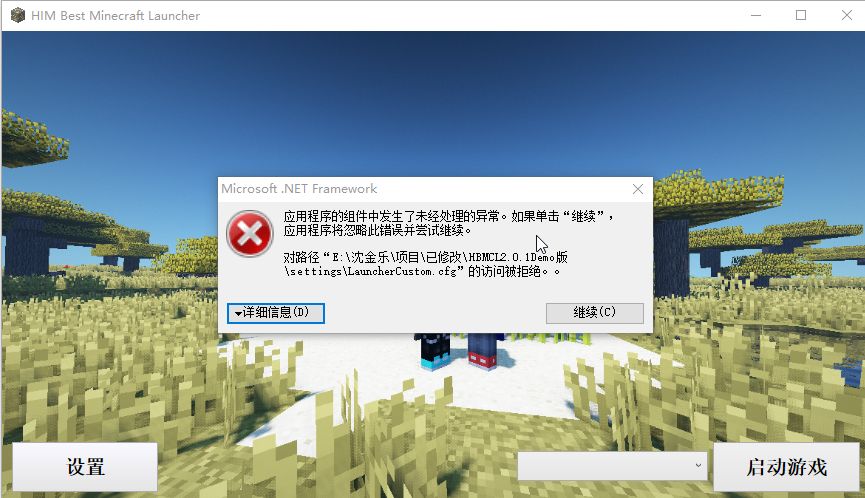 HIM Best Minecraft Launcher
Microsoft .NET Framework
应用程序的组件中发生了未经处理的异常。如果单击“继续”，
应用程序将忽略此错误并尝试继续。
对路径“E:\沈金乐\项目\已修改\HBMCL2.0.1Demo版
\settings\LauncherCustom.cfg”的访问被拒绝。。
详细信息(D)
继续(C)
设置
启动游戏